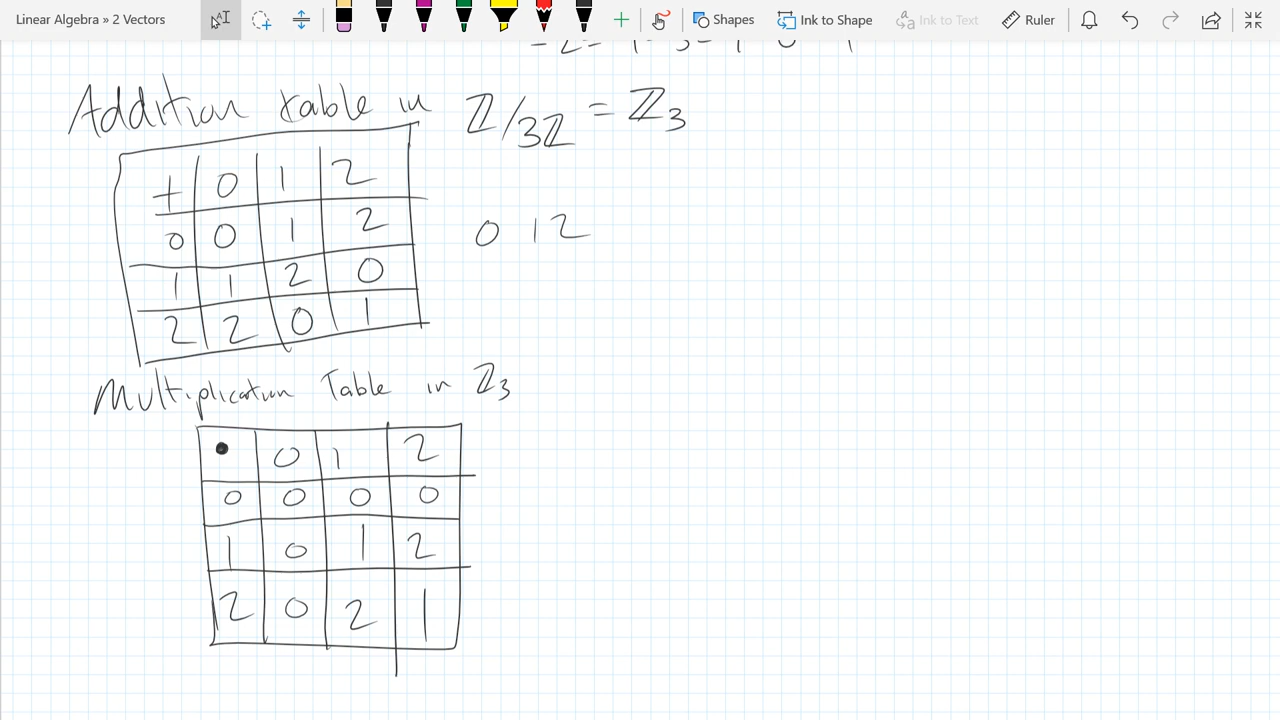 Linear Algebra » 2 Vectors
Shapes Ink to Shape Ink to Text Ruler
Addition table in ℤ/3ℤ = ℤ₃
+ 0 1 2
0 0 1 2
1 1 2 0
2 2 0 1
0 1 2
Multiplication Table in ℤ₃
• 0 1 2
0 0 0 0
1 0 1 2
2 0 2 1